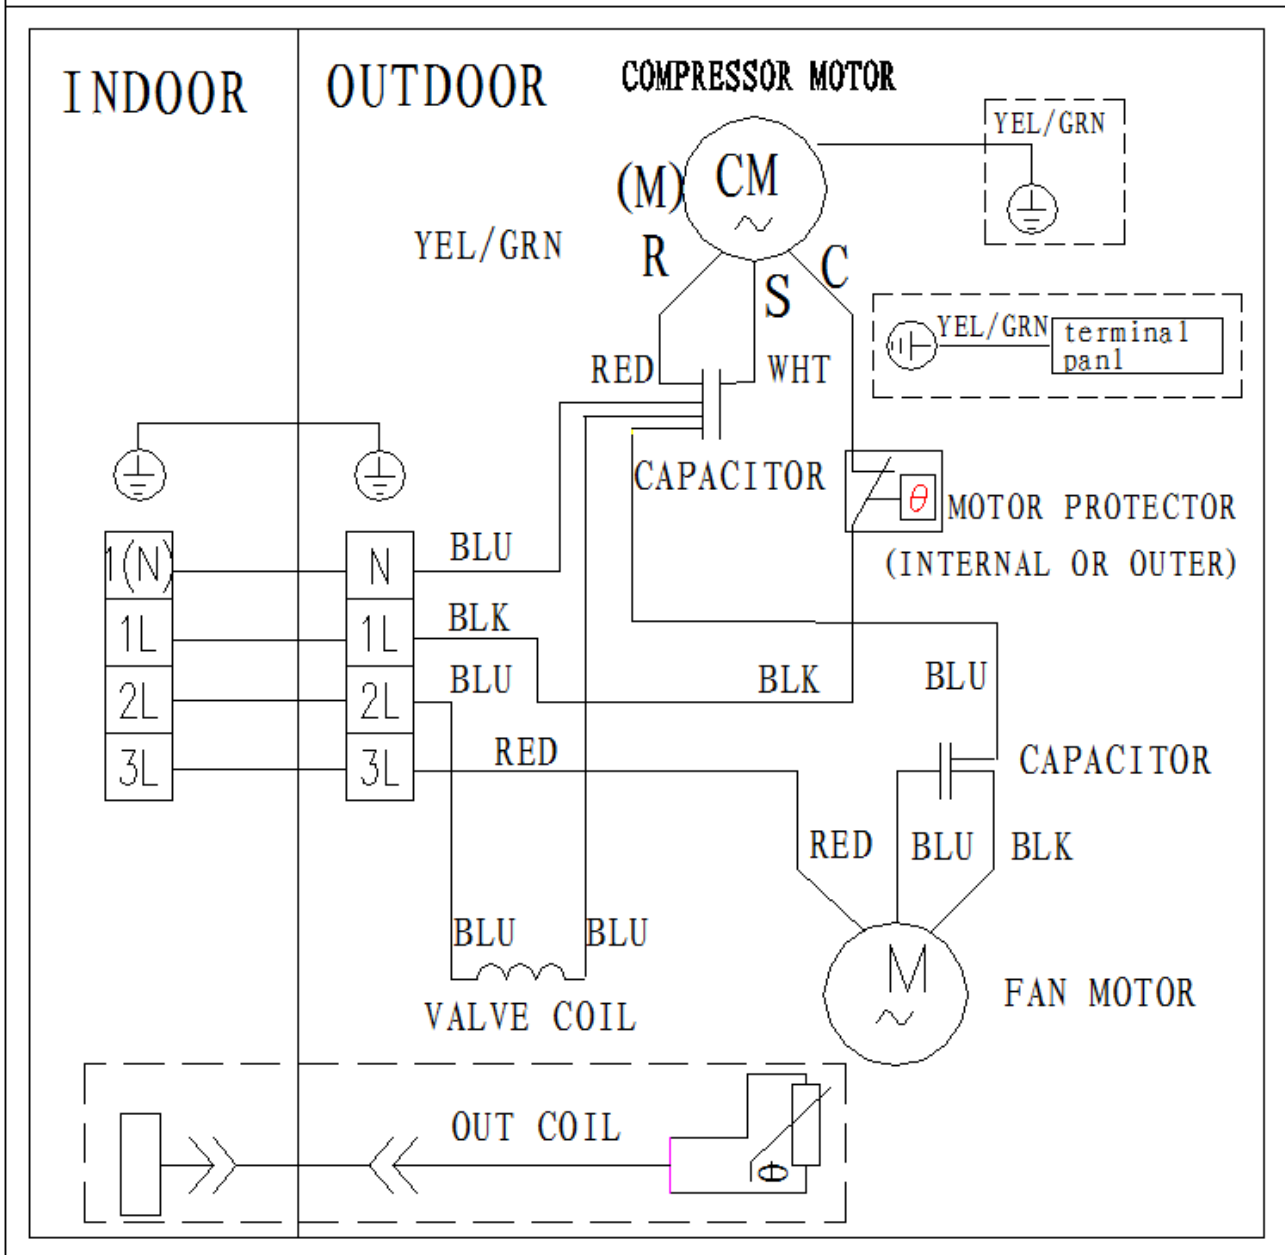 INDOOR
OUTDOOR
COMPRESSOR MOTOR
YEL/GRN
CM
(M)
YEL/GRN
R
S
C
YEL/GRN
terminal
panl
RED
WHT
CAPACITOR
θ
MOTOR PROTECTOR
(INTERNAL OR OUTER)
1(N)
N
BLU
1L
1L
BLK
2L
2L
BLU
BLK
BLU
3L
3L
RED
CAPACITOR
RED
BLU
BLK
BLU
BLU
VALVE COIL
M
FAN MOTOR
OUT COIL
θ